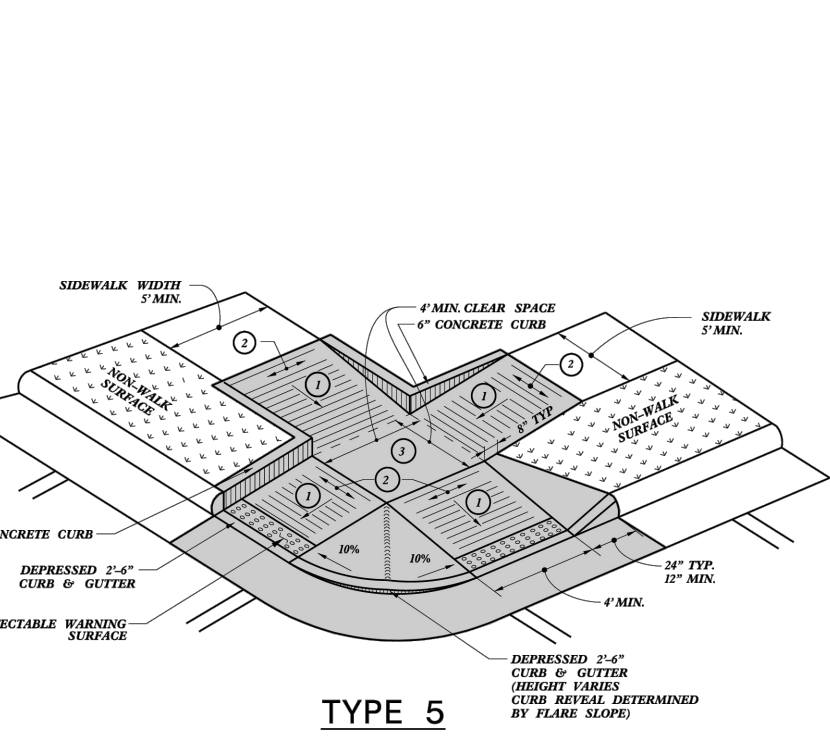 SIDEWALK WIDTH
5' MIN.
4' MIN. CLEAR SPACE
6" CONCRETE CURB
SIDEWALK
5' MIN.
2
2
1
1
NON-WALK
SURFACE
NON-WALK
SURFACE
8" TYP
3
2
1
1
NCRETE CURB
10%
10%
DEPRESSED 2'-6"
CURB & GUTTER
24" TYP.
12" MIN.
4' MIN.
ECTABLE WARNING
SURFACE
DEPRESSED 2'-6"
CURB & GUTTER
(HEIGHT VARIES
CURB REVEAL DETERMINED
BY FLARE SLOPE)
TYPE 5